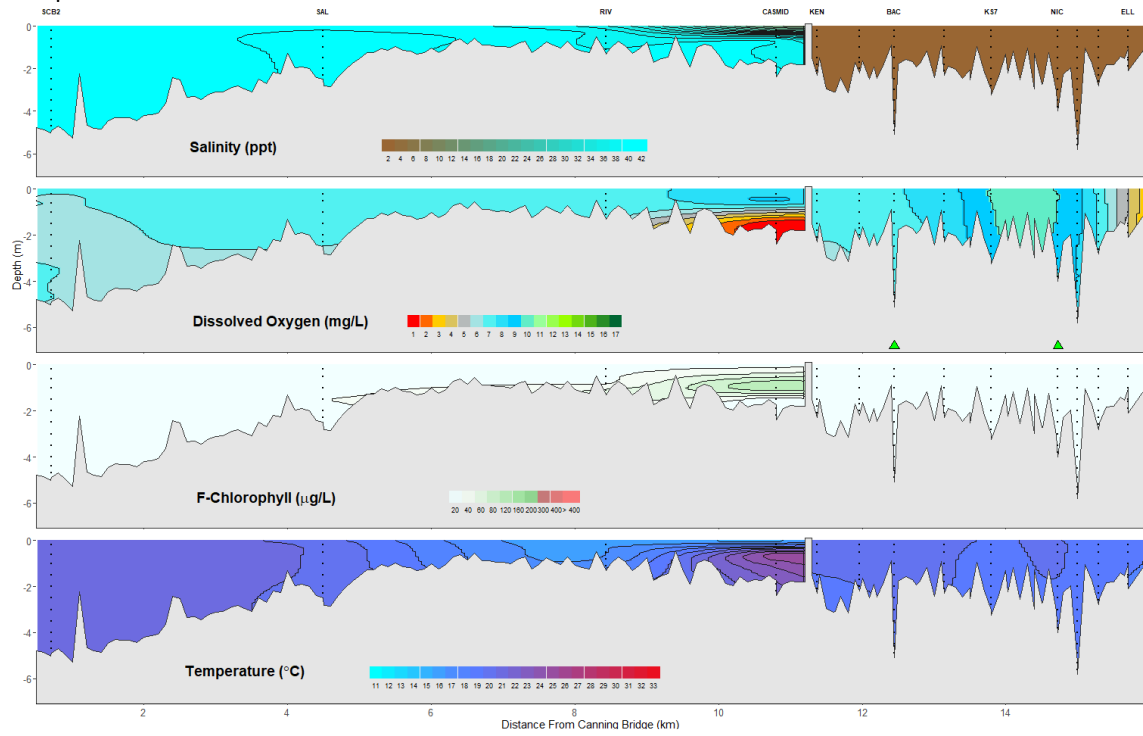 SCB2 SAL RIV CASMID KEN BAC KS7 NIC ELL
0
-2
-4
-6
Salinity (ppt)
2 4 6 8 10 12 14 16 18 20 22 24 26 28 30 32 34 36 38 40 42
0
-2
-4
-6
Depth (m)
Dissolved Oxygen (mg/L)
1 2 3 4 5 6 7 8 9 10 11 12 13 14 15 16 17
0
-2
-4
-6
F-Chlorophyll (µg/L)
20 40 60 80 120 160 200 300 400 > 400
0
-2
-4
-6
Temperature (°C)
11 12 13 14 15 16 17 18 19 20 21 22 23 24 25 26 27 28 29 30 31 32 33
2 4 6 8 10 12 14
Distance From Canning Bridge (km)